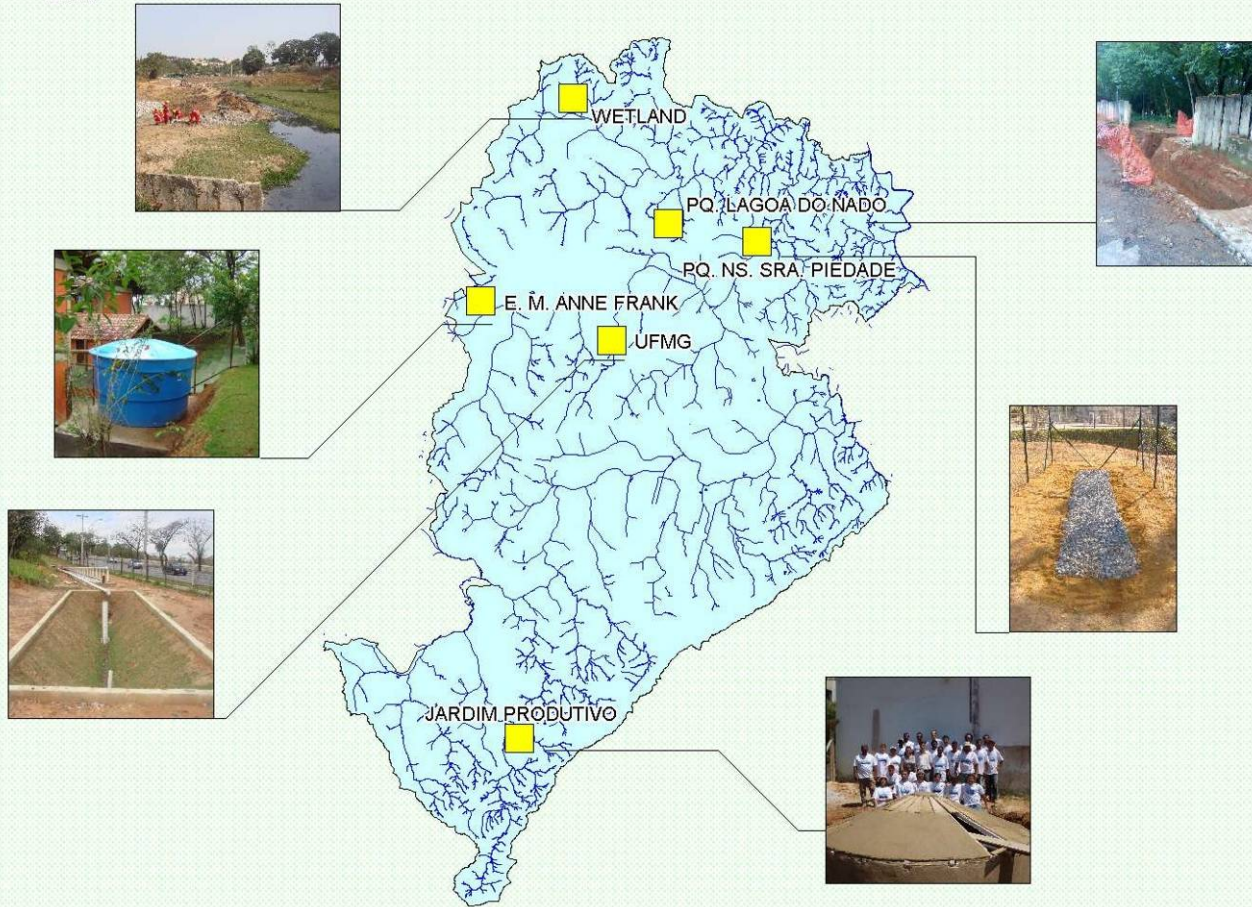 WETLAND
PQ. LAGOA DO NADO
PQ. NS. SRA. PIEDADE
E. M. ANNE FRANK
UFMG
JARDIM PRODUTIVO